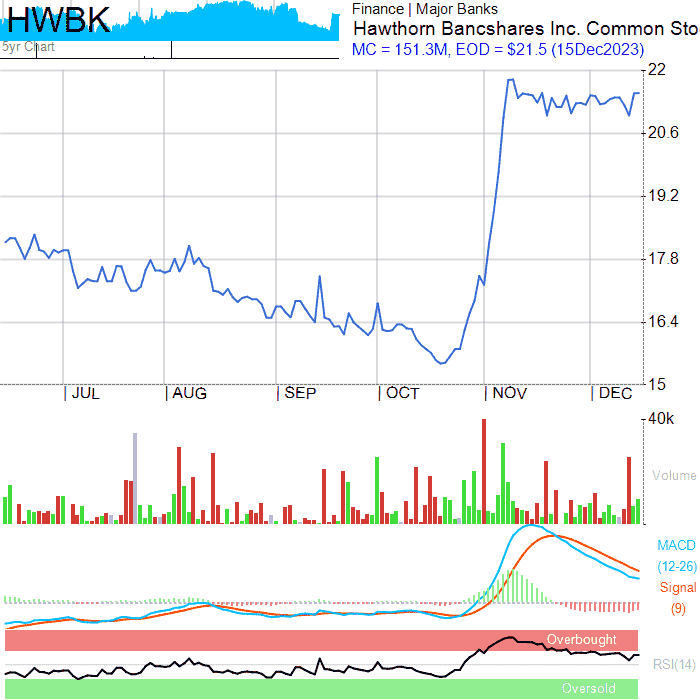 HWBK
5yr Chart
Finance | Major Banks
Hawthorn Bancshares Inc. Common Sto
MC = 151.3M, EOD = $21.5 (15Dec2023)
22
20.6
19.2
17.8
16.4
15
| JUL | AUG | SEP | OCT | NOV | DEC
40k
Volume
MACD
(12-26)
Signal
(9)
Overbought
RSI(14)
Oversold